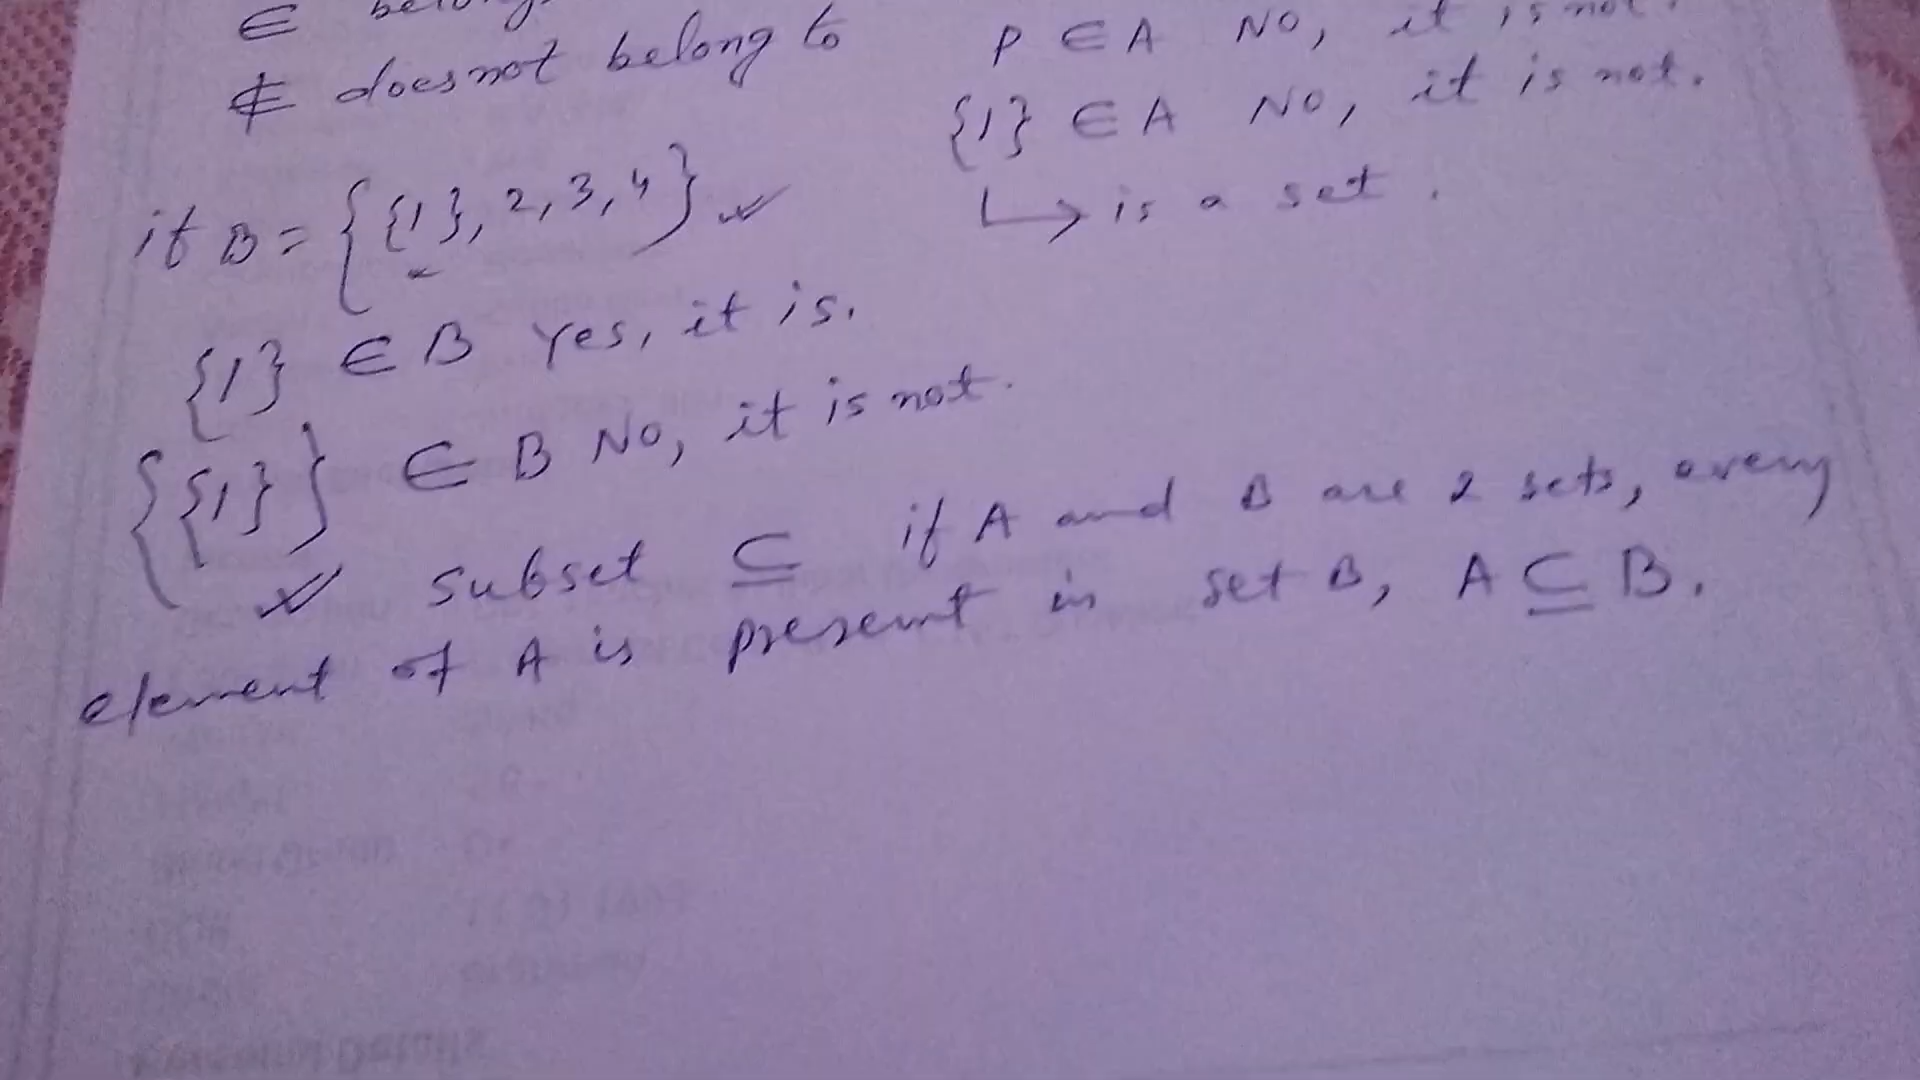 ∈
∉ does not belong to
P ∈ A NO, it is not.
{1} ∈ A NO, it is not.
↳ is a set.
if B = {{1}, 2, 3, 4}
{1} ∈ B Yes, it is.
{{1}} ∈ B NO, it is not.
subset ⊆ if A and B are 2 sets, every
element of A is present in set B, A ⊆ B.